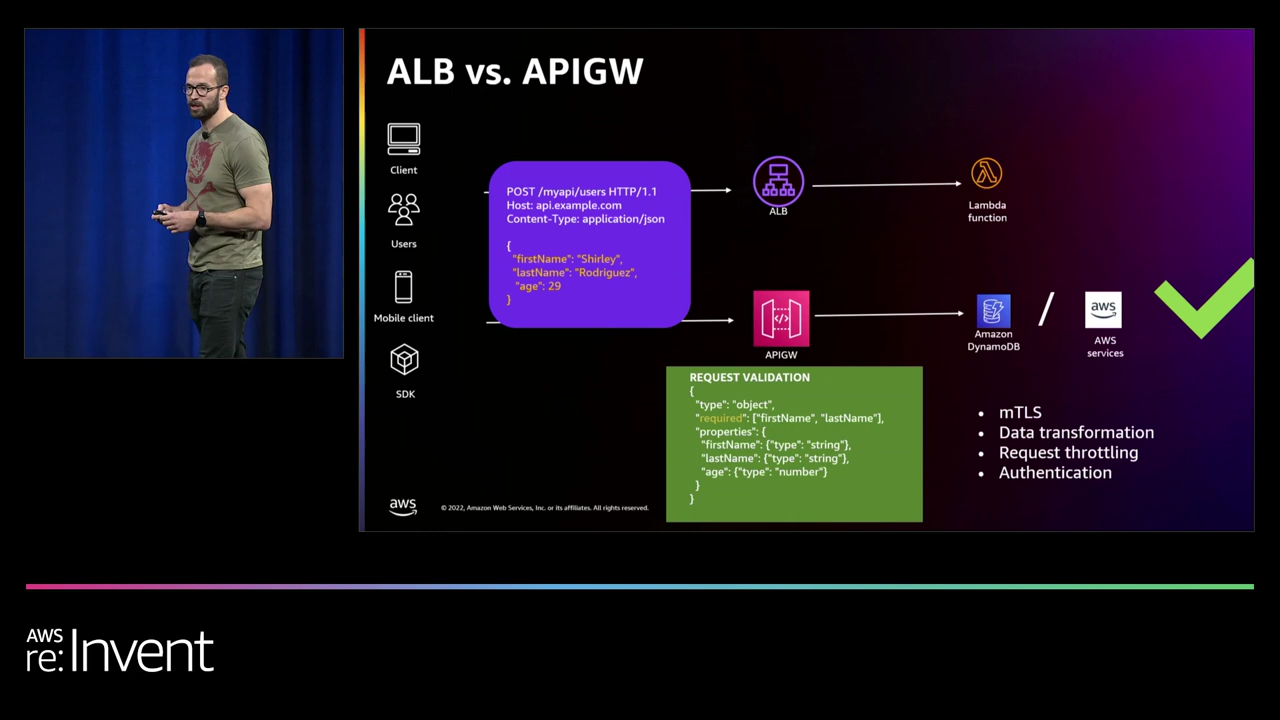 ALB vs. APIGW
Client
Users
Mobile client
SDK
POST /myapi/users HTTP/1.1
Host: api.example.com
Content-Type: application/json
{
"firstName": "Shirley",
"lastName": "Rodriguez",
"age": 29
}
ALB
Lambda
function
APIGW
Amazon
DynamoDB
/
aws
AWS
services
REQUEST VALIDATION
{
"type": "object",
"required": ["firstName", "lastName"],
"properties": {
"firstName": {"type": "string"},
"lastName": {"type": "string"},
"age": {"type": "number"}
}
}
• mTLS
• Data transformation
• Request throttling
• Authentication
aws
© 2022, Amazon Web Services, Inc. or its affiliates. All rights reserved.
AWS
re:Invent